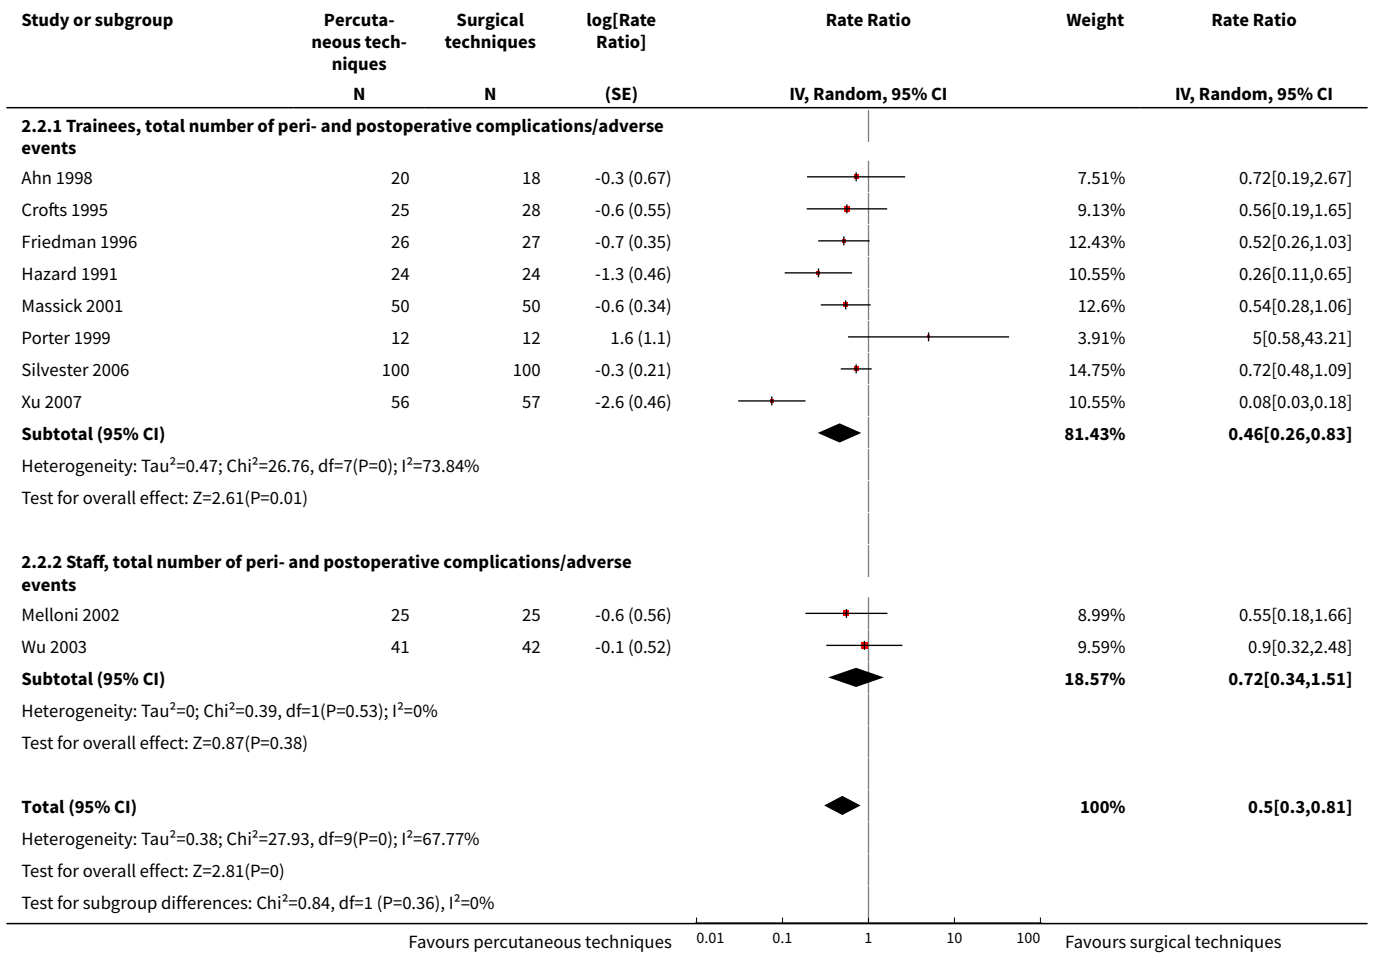 Study or subgroup Percuta- Surgical log[Rate Rate Ratio Weight Rate Ratio
neous tech- techniques Ratio]
niques
N N (SE) IV, Random, 95% CI IV, Random, 95% CI
2.2.1 Trainees, total number of peri- and postoperative complications/adverse
events
Ahn 1998 20 18 -0.3 (0.67) 7.51% 0.72[0.19,2.67]
Crofts 1995 25 28 -0.6 (0.55) 9.13% 0.56[0.19,1.65]
Friedman 1996 26 27 -0.7 (0.35) 12.43% 0.52[0.26,1.03]
Hazard 1991 24 24 -1.3 (0.46) 10.55% 0.26[0.11,0.65]
Massick 2001 50 50 -0.6 (0.34) 12.6% 0.54[0.28,1.06]
Porter 1999 12 12 1.6 (1.1) 3.91% 5[0.58,43.21]
Silvester 2006 100 100 -0.3 (0.21) 14.75% 0.72[0.48,1.09]
Xu 2007 56 57 -2.6 (0.46) 10.55% 0.08[0.03,0.18]
Subtotal (95% CI) 81.43% 0.46[0.26,0.83]
Heterogeneity: Tau²=0.47; Chi²=26.76, df=7(P=0); I²=73.84%
Test for overall effect: Z=2.61(P=0.01)
2.2.2 Staff, total number of peri- and postoperative complications/adverse
events
Melloni 2002 25 25 -0.6 (0.56) 8.99% 0.55[0.18,1.66]
Wu 2003 41 42 -0.1 (0.52) 9.59% 0.9[0.32,2.48]
Subtotal (95% CI) 18.57% 0.72[0.34,1.51]
Heterogeneity: Tau²=0; Chi²=0.39, df=1(P=0.53); I²=0%
Test for overall effect: Z=0.87(P=0.38)
Total (95% CI) 100% 0.5[0.3,0.81]
Heterogeneity: Tau²=0.38; Chi²=27.93, df=9(P=0); I²=67.77%
Test for overall effect: Z=2.81(P=0)
Test for subgroup differences: Chi²=0.84, df=1 (P=0.36), I²=0%
Favours percutaneous techniques 0.01 0.1 1 10 100 Favours surgical techniques